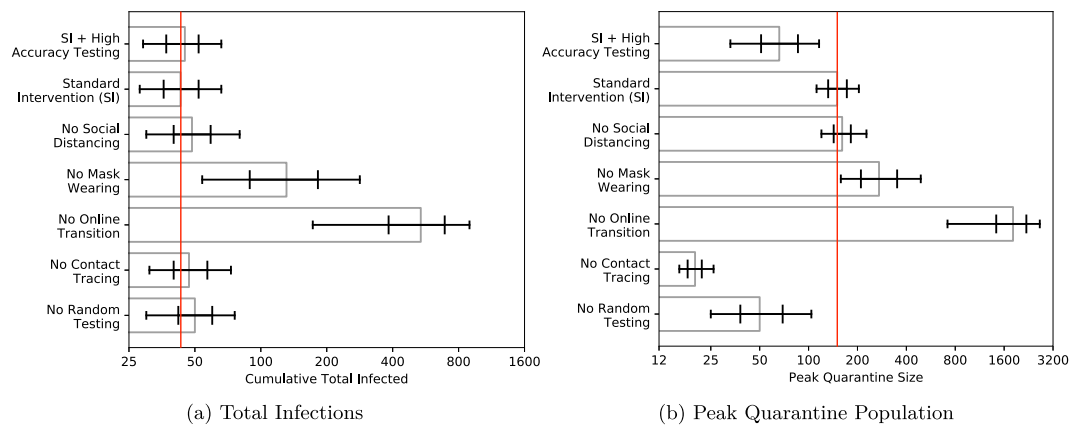 SI + High
Accuracy Testing
Standard
Intervention (SI)
No Social
Distancing
No Mask
Wearing
No Online
Transition
No Contact
Tracing
No Random
Testing
25 50 100 200 400 800 1600
Cumulative Total Infected
(a) Total Infections
SI + High
Accuracy Testing
Standard
Intervention (SI)
No Social
Distancing
No Mask
Wearing
No Online
Transition
No Contact
Tracing
No Random
Testing
12 25 50 100 200 400 800 1600 3200
Peak Quarantine Size
(b) Peak Quarantine Population